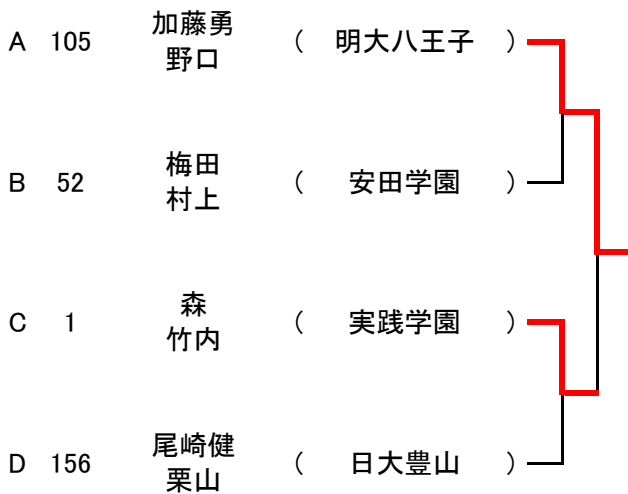 A 105 加藤勇 ( 明大八王子 )
野口
B 52 梅田 ( 安田学園 )
村上
C 1 森 ( 実践学園 )
竹内
D 156 尾崎健 ( 日大豊山 )
栗山